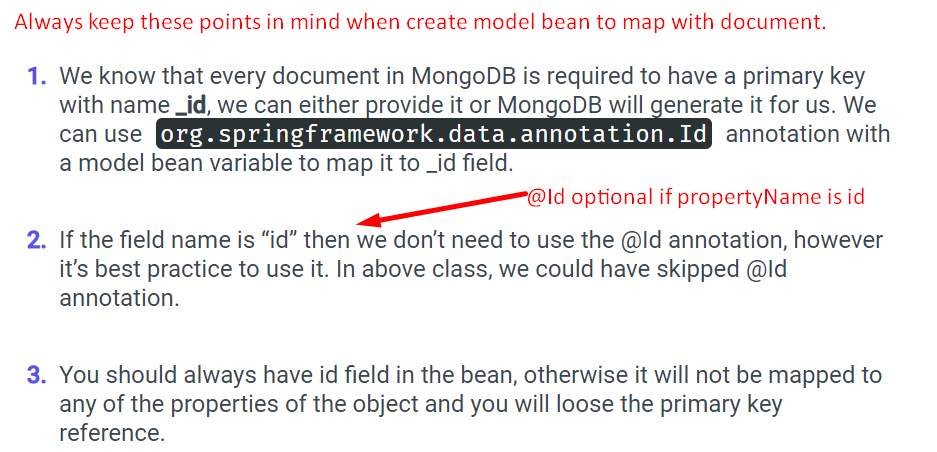 Always keep these points in mind when create model bean to map with document.
1. We know that every document in MongoDB is required to have a primary key
with name _id, we can either provide it or MongoDB will generate it for us. We
can use org.springframework.data.annotation.Id annotation with
a model bean variable to map it to _id field.
@Id optional if propertyName is id
2. If the field name is “id” then we don’t need to use the @Id annotation, however
it’s best practice to use it. In above class, we could have skipped @Id
annotation.
3. You should always have id field in the bean, otherwise it will not be mapped to
any of the properties of the object and you will loose the primary key
reference.